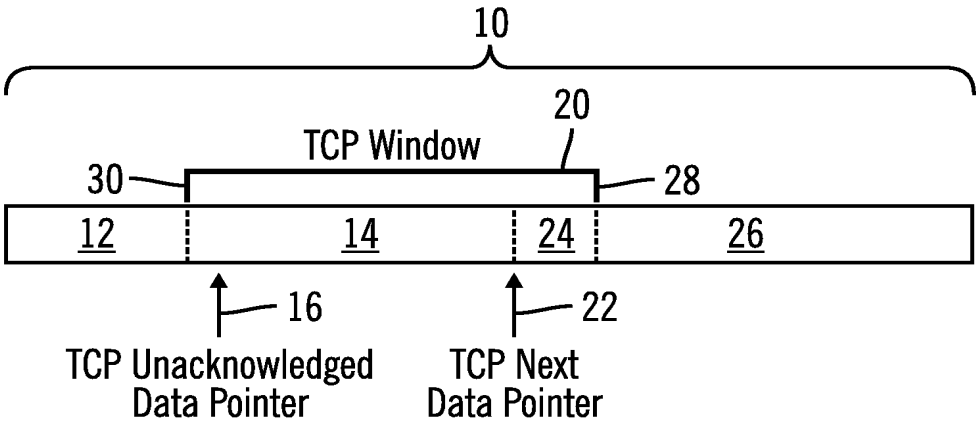 10
20
TCP Window
30
28
12 14 24 26
16
22
TCP Unacknowledged
Data Pointer
TCP Next
Data Pointer